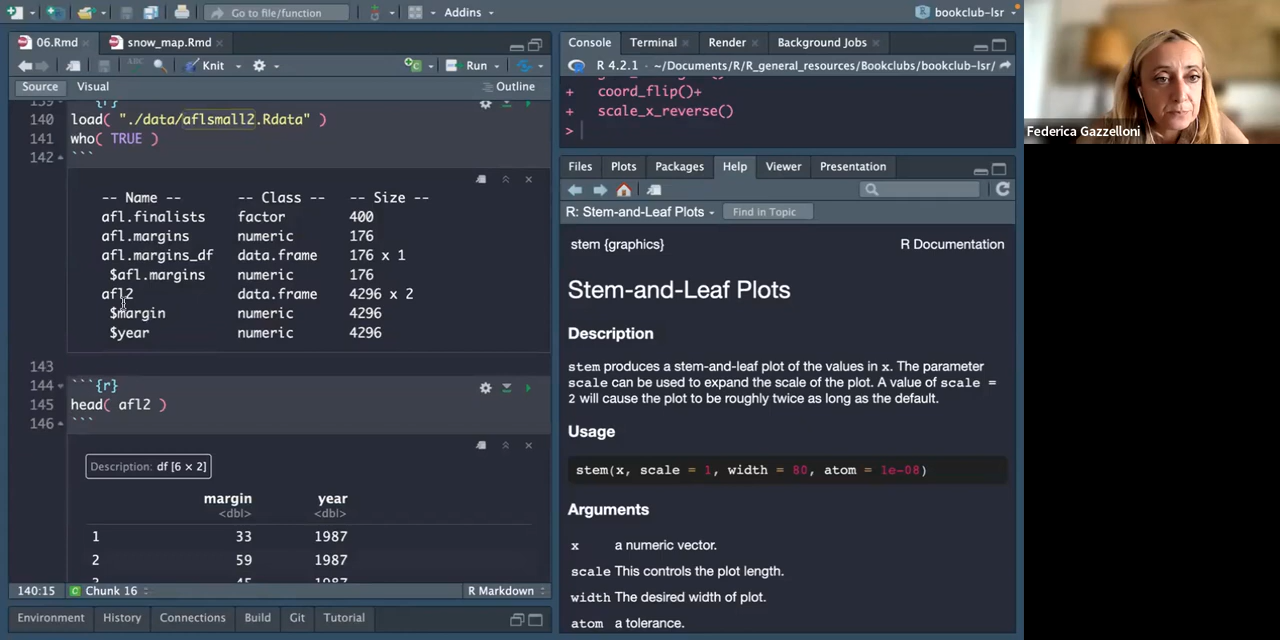 Go to file/function
Addins
bookclub-lsr
06.Rmd
snow_map.Rmd
Knit
Run
Source
Visual
Outline
139
{r}
140 load( "./data/aflsmall2.Rdata" )
141 who( TRUE )
142 ```
-- Name -- -- Class -- -- Size --
afl.finalists factor 400
afl.margins numeric 176
afl.margins_df data.frame 176 x 1
$afl.margins numeric 176
afl2 data.frame 4296 x 2
$margin numeric 4296
$year numeric 4296
143
144 ```{r}
145 head( afl2 )
146 ```
Description: df [6 × 2]
margin year
<dbl> <dbl>
1 33 1987
2 59 1987
3 45 1987
140:15 Chunk 16 R Markdown
Environment History Connections Build Git Tutorial
Console Terminal Render Background Jobs
R 4.2.1 · ~/Documents/R/R_general_resources/Bookclubs/bookclub-lsr/
+ coord_flip()+
+ scale_x_reverse()
>
Files Plots Packages Help Viewer Presentation
R: Stem-and-Leaf Plots
Find in Topic
stem {graphics} R Documentation
Stem-and-Leaf Plots
Description
stem produces a stem-and-leaf plot of the values in x. The parameter
scale can be used to expand the scale of the plot. A value of scale =
2 will cause the plot to be roughly twice as long as the default.
Usage
stem(x, scale = 1, width = 80, atom = 1e-08)
Arguments
x a numeric vector.
scale This controls the plot length.
width The desired width of plot.
atom a tolerance.
Federica Gazzelloni